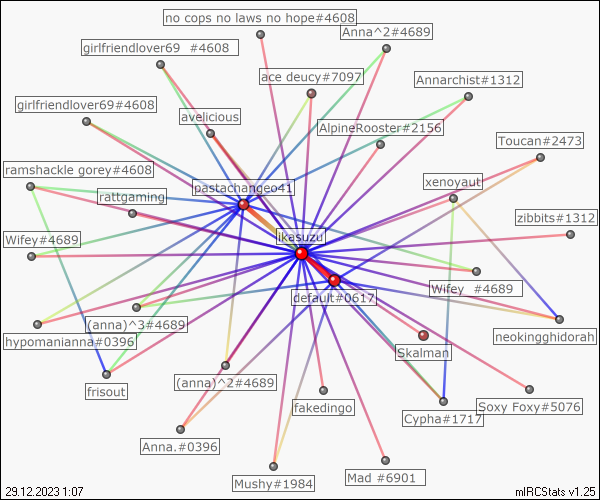 no cops no laws no hope#4608
Anna^2#4689
girlfriendlover69 #4608
ace deucy#7097
Annarchist#1312
girlfriendlover69#4608
avelicious
AlpineRooster#2156
Toucan#2473
ramshackle gorey#4608
pastachangeo41
xenoyaut
rattgaming
zibbits#1312
Wifey#4689
ikasuzu
Wifey #4689
default#0617
hypomanianna#0396
(anna)^3#4689
neokingghidorah
Skalman
frisout
(anna)^2#4689
fakedingo
Soxy Foxy#5076
Cypha#1717
Anna.#0396
Mushy#1984
Mad #6901
29.12.2023 1:07
mIRCStats v1.25